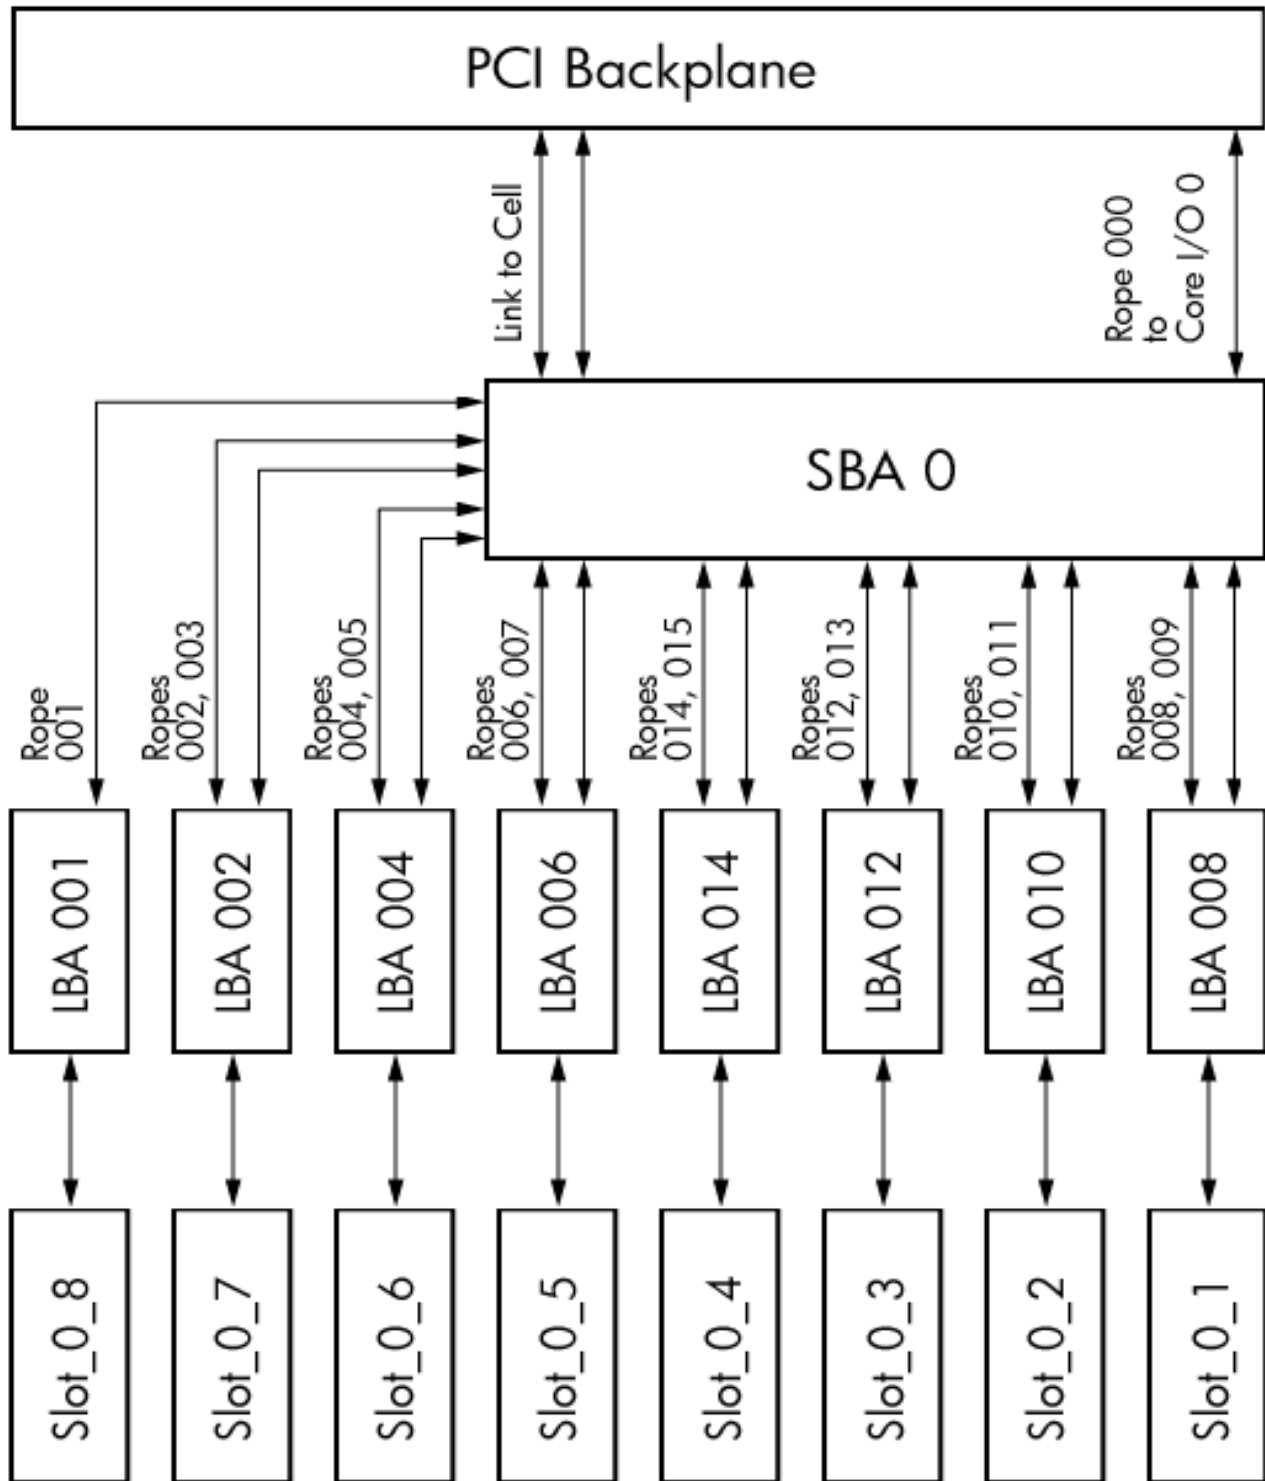 PCI Backplane
Link to Cell
Rope 000
to
Core I/O 0
SBA 0
Rope
001
Ropes
002, 003
Ropes
004, 005
Ropes
006, 007
Ropes
014, 015
Ropes
012, 013
Ropes
010, 011
Ropes
008, 009
LBA 001
LBA 002
LBA 004
LBA 006
LBA 014
LBA 012
LBA 010
LBA 008
Slot_0_8
Slot_0_7
Slot_0_6
Slot_0_5
Slot_0_4
Slot_0_3
Slot_0_2
Slot_0_1